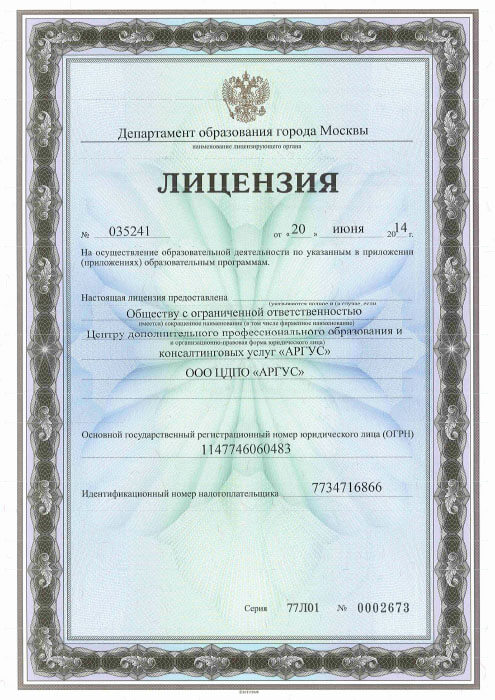 Департамент образования города Москвы
наименование лицензирующего органа
ЛИЦЕНЗИЯ
№ 035241 от « 20 июня 2014 г.
На осуществление образовательной деятельности по указанным в приложении
(приложениях) образовательным программам.
Настоящая лицензия предоставлена
(указываются полное и (в случае, если
Обществу с ограниченной ответственностью
имеется) сокращенное наименования (в том числе фирменное наименование)
Центру дополнительного профессионального образования и
и организационно-правовая форма юридического лица)
консалтинговых услуг «АРГУС»
ООО ЦДПО «АРГУС»
Основной государственный регистрационный номер юридического лица (ОГРН)
1147746060483
Идентификационный номер налогоплательщика 7734716866
Серия 77Л01 № 0002673